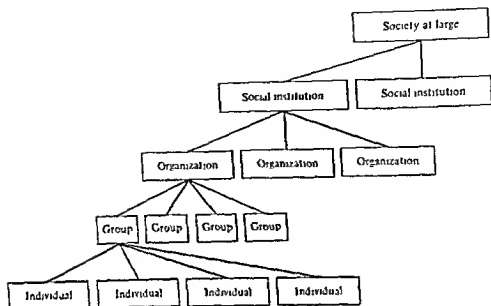 Society at large
Social institution Social institution
Organization Organization Organization
Group Group Group Group
Individual Individual Individual Individual